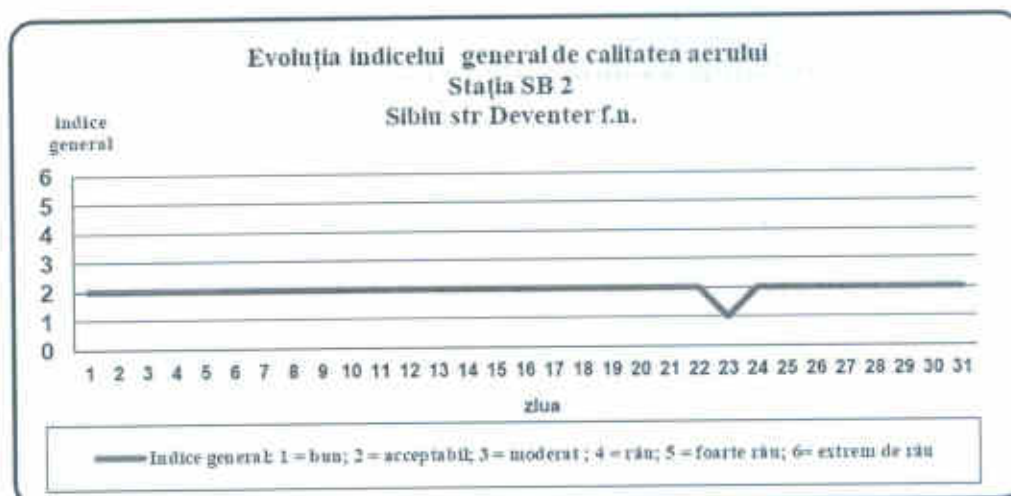 Evoluția indicelui general de calitatea aerului
Stația SB 2
Sibiu str Deventer f.n.
indice
general
6
5
4
3
2
1
0
1 2 3 4 5 6 7 8 9 10 11 12 13 14 15 16 17 18 19 20 21 22 23 24 25 26 27 28 29 30 31
ziua
Indice general: 1 = bun; 2 = acceptabil; 3 = moderat ; 4 = rău; 5 = foarte rău; 6= extrem de rău